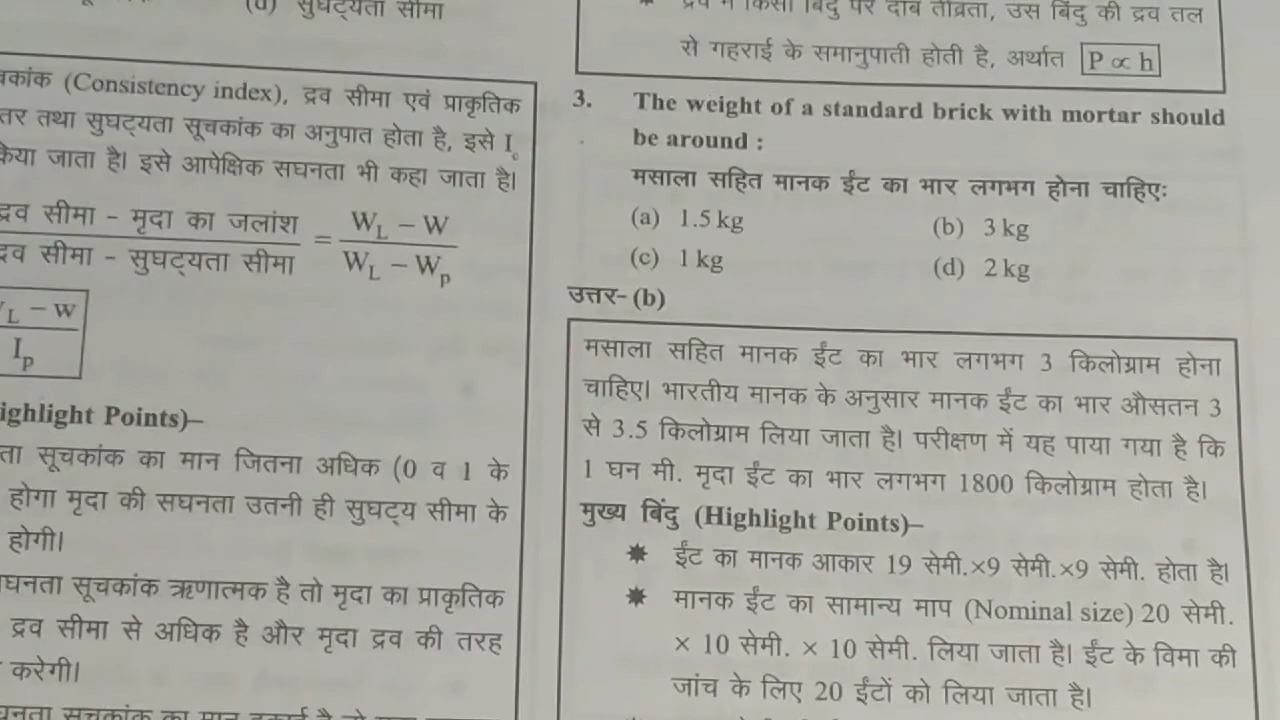 (d) सुघट्यता सीमा
(Consistency index), द्रव सीमा एवं प्राकृतिक
तथा सुघट्यता सूचकांक का अनुपात होता है, इसे I_c
किया जाता है। इसे आपेक्षिक सघनता भी कहा जाता है।
द्रव सीमा - मृदा का जलांश / द्रव सीमा - सुघट्यता सीमा = W_L - W / W_L - W_p
L - w / I_p
Highlight Points)–
सूचकांक का मान जितना अधिक (0 व 1 के
होगा मृदा की सघनता उतनी ही सुघट्य सीमा के
होगी।
सूचकांक ऋणात्मक है तो मृदा का प्राकृतिक
द्रव सीमा से अधिक है और मृदा द्रव की तरह
करेगी।
द्रव में किसी बिंदु पर दाब तीव्रता, उस बिंदु की द्रव तल
से गहराई के समानुपाती होती है, अर्थात P ∝ h
3. The weight of a standard brick with mortar should
be around :
मसाला सहित मानक ईंट का भार लगभग होना चाहिएः
(a) 1.5 kg (b) 3 kg
(c) 1 kg (d) 2 kg
उत्तर- (b)
मसाला सहित मानक ईंट का भार लगभग 3 किलोग्राम होना
चाहिए। भारतीय मानक के अनुसार मानक ईंट का भार औसतन 3
से 3.5 किलोग्राम लिया जाता है। परीक्षण में यह पाया गया है कि
1 घन मी. मृदा ईंट का भार लगभग 1800 किलोग्राम होता है।
मुख्य बिंदु (Highlight Points)–
✷ ईंट का मानक आकार 19 सेमी.×9 सेमी.×9 सेमी. होता है।
✷ मानक ईंट का सामान्य माप (Nominal size) 20 सेमी.
× 10 सेमी. × 10 सेमी. लिया जाता है। ईंट के विमा की
जांच के लिए 20 ईंटों को लिया जाता है।